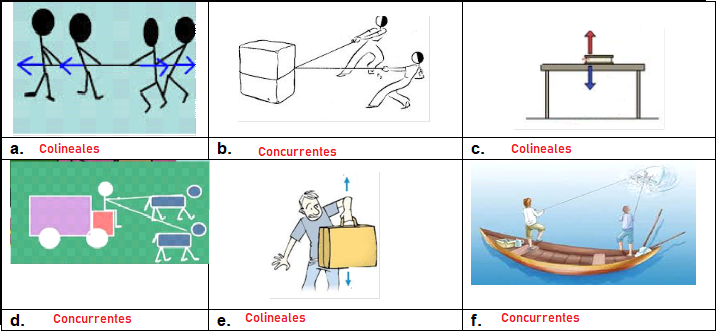 a. Colineales
b. Concurrentes
c. Colineales
d. Concurrentes
e. Colineales
f. Concurrentes